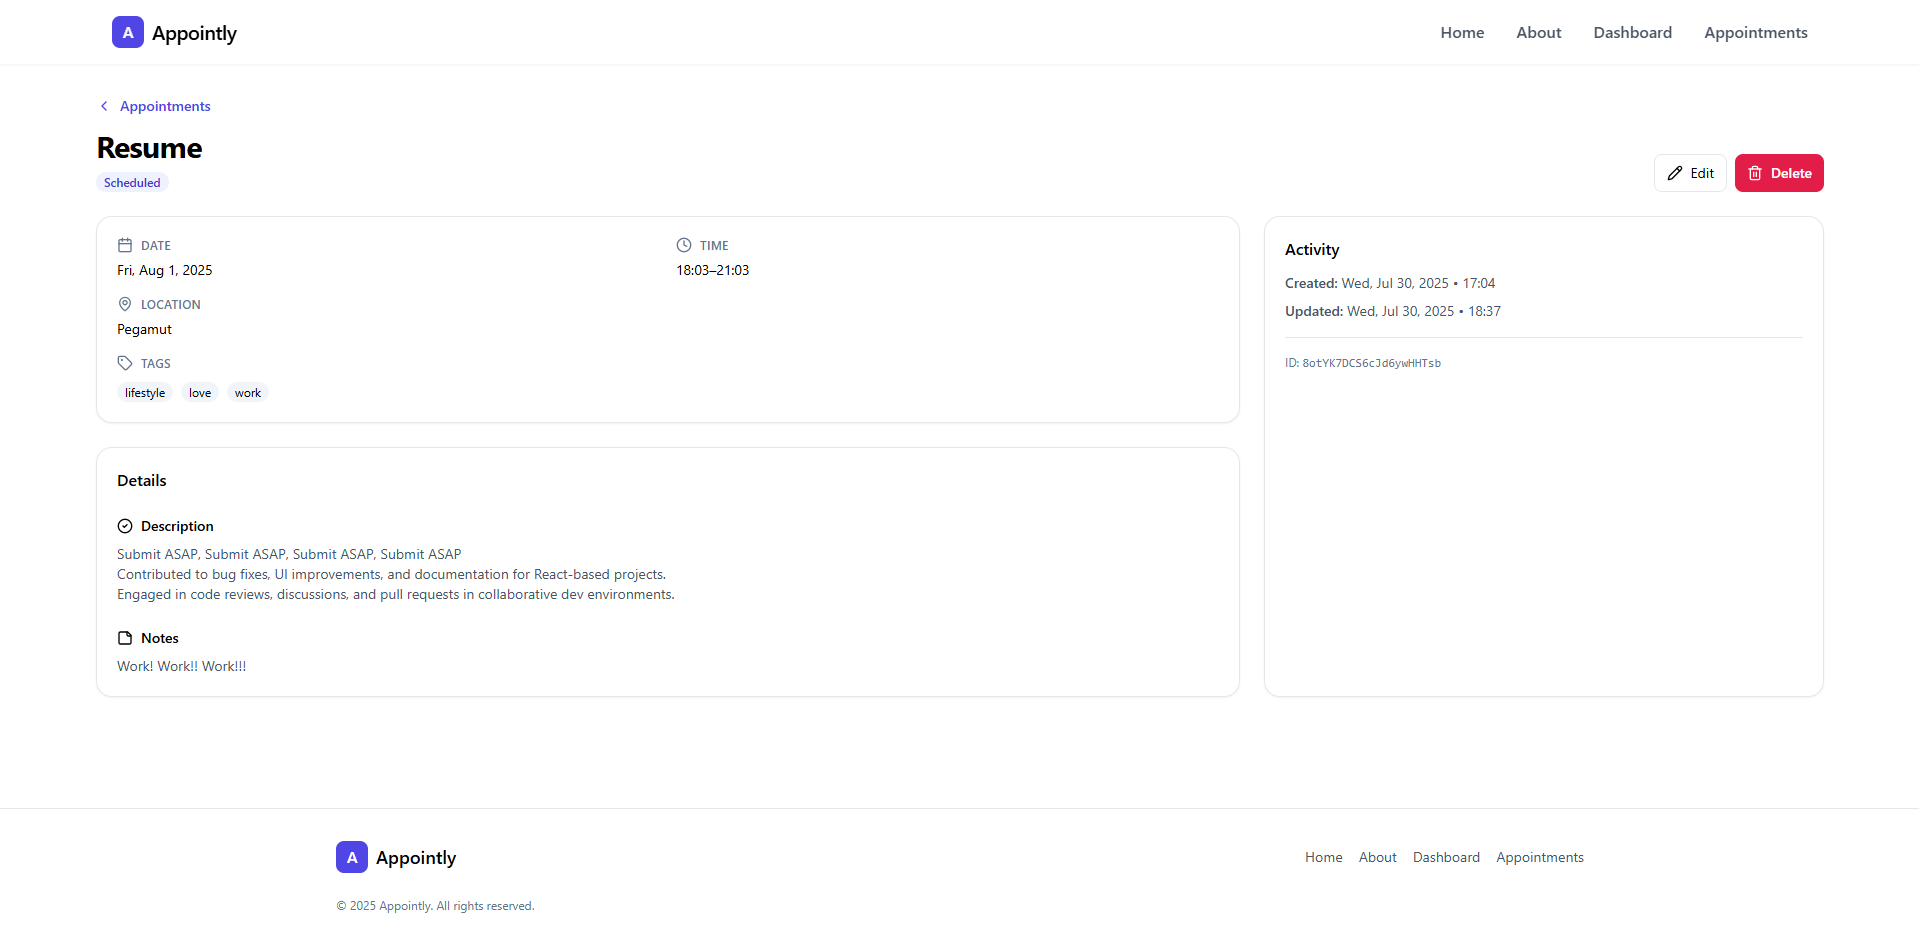 A Appointly
Home About Dashboard Appointments
Appointments
Resume
Scheduled
Edit
Delete
DATE
Fri, Aug 1, 2025
TIME
18:03–21:03
LOCATION
Pegamut
TAGS
lifestyle love work
Details
Description
Submit ASAP, Submit ASAP, Submit ASAP, Submit ASAP
Contributed to bug fixes, UI improvements, and documentation for React-based projects.
Engaged in code reviews, discussions, and pull requests in collaborative dev environments.
Notes
Work! Work!! Work!!!
Activity
Created: Wed, Jul 30, 2025 • 17:04
Updated: Wed, Jul 30, 2025 • 18:37
ID: 8otYK7DCS6cJd6ywHHTsb
A Appointly
Home About Dashboard Appointments
© 2025 Appointly. All rights reserved.